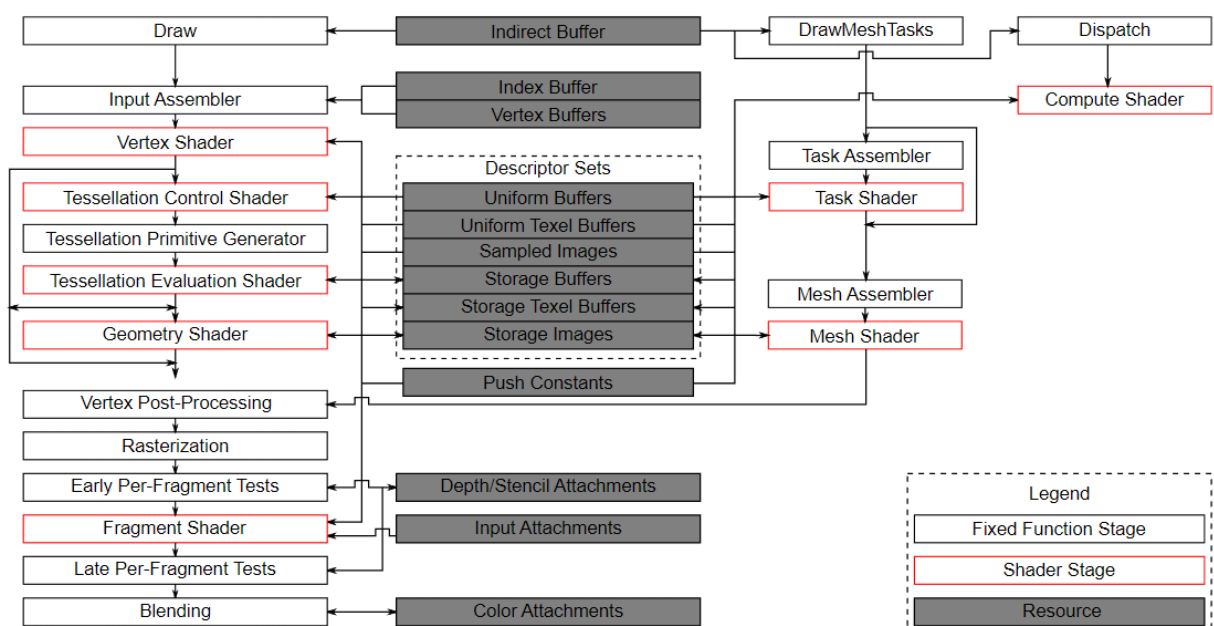 Draw
Indirect Buffer
DrawMeshTasks
Dispatch
Input Assembler
Index Buffer
Vertex Buffers
Compute Shader
Vertex Shader
Task Assembler
Descriptor Sets
Tessellation Control Shader
Uniform Buffers
Task Shader
Tessellation Primitive Generator
Uniform Texel Buffers
Sampled Images
Tessellation Evaluation Shader
Storage Buffers
Mesh Assembler
Storage Texel Buffers
Geometry Shader
Storage Images
Mesh Shader
Push Constants
Vertex Post-Processing
Rasterization
Early Per-Fragment Tests
Depth/Stencil Attachments
Legend
Fragment Shader
Input Attachments
Fixed Function Stage
Late Per-Fragment Tests
Shader Stage
Blending
Color Attachments
Resource